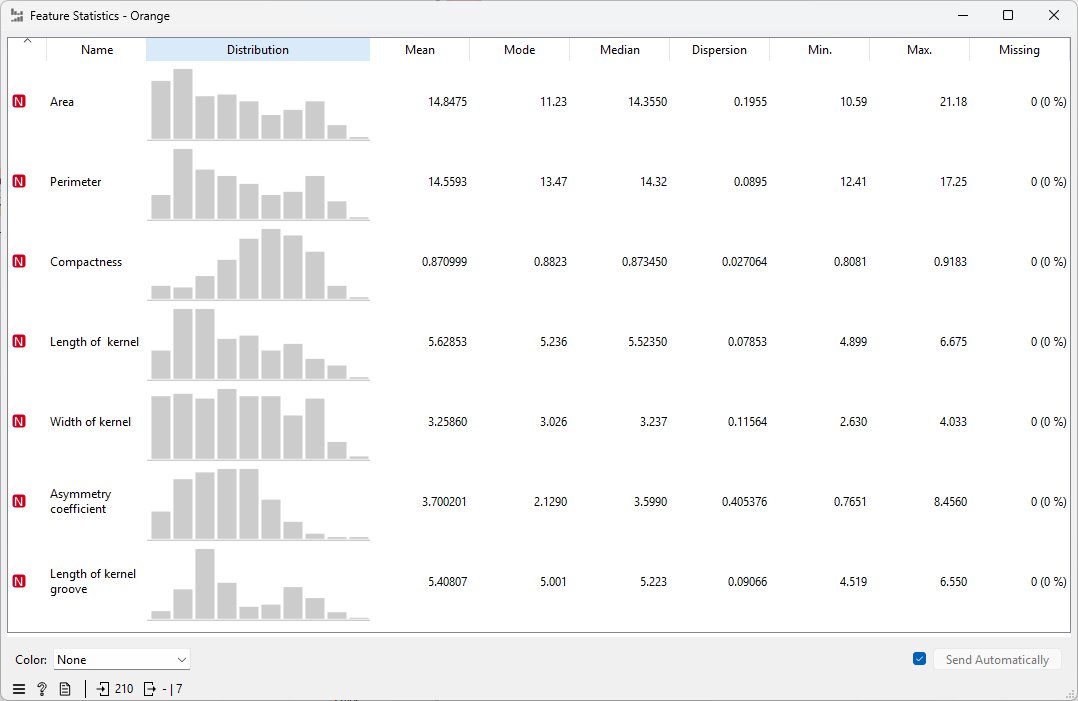 Feature Statistics - Orange
Name Distribution Mean Mode Median Dispersion Min. Max. Missing
N Area 14.8475 11.23 14.3550 0.1955 10.59 21.18 0 (0 %)
N Perimeter 14.5593 13.47 14.32 0.0895 12.41 17.25 0 (0 %)
N Compactness 0.870999 0.8823 0.873450 0.027064 0.8081 0.9183 0 (0 %)
N Length of  kernel 5.62853 5.236 5.52350 0.07853 4.899 6.675 0 (0 %)
N Width of kernel 3.25860 3.026 3.237 0.11564 2.630 4.033 0 (0 %)
Asymmetry
N coefficient 3.700201 2.1290 3.5990 0.405376 0.7651 8.4560 0 (0 %)
Length of kernel
N groove 5.40807 5.001 5.223 0.09066 4.519 6.550 0 (0 %)
Color: None Send Automatically
? 210 - | 7